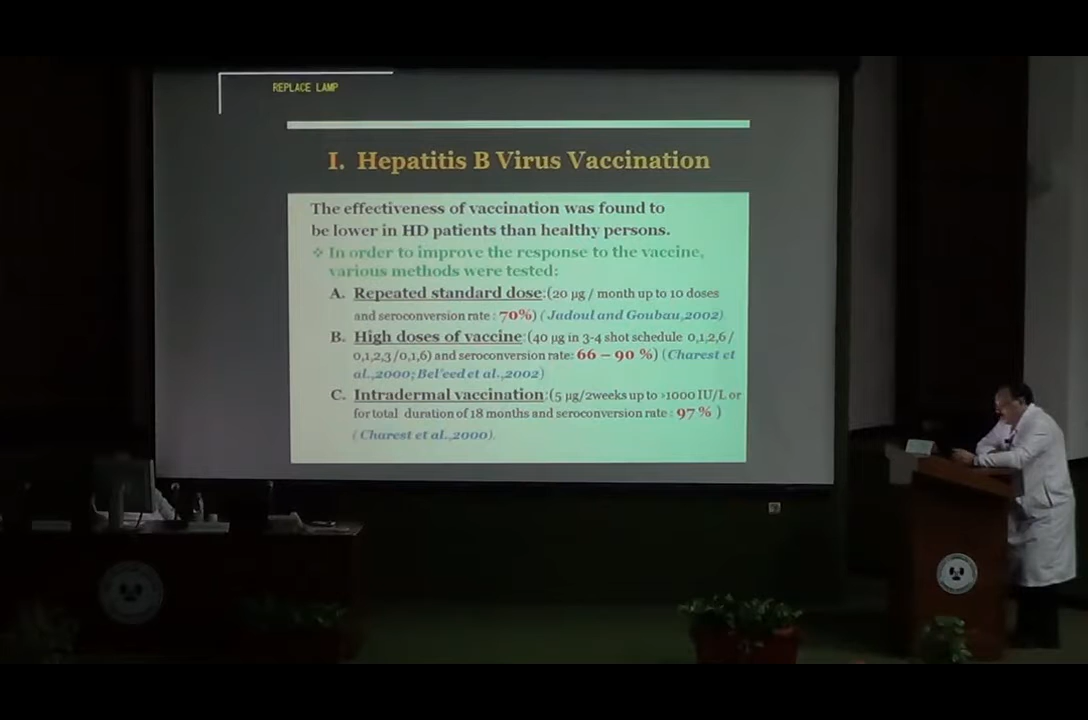 REPLACE LAMP
I. Hepatitis B Virus Vaccination
The effectiveness of vaccination was found to
be lower in HD patients than healthy persons.
❖ In order to improve the response to the vaccine,
various methods were tested:
A. Repeated standard dose:(20 µg / month up to 10 doses
and seroconversion rate : 70%) ( Jadoul and Goubau,2002)
B. High doses of vaccine:(40 µg in 3-4 shot schedule 0,1,2,6 /
0,1,2,3 /0,1,6) and seroconversion rate: 66 – 90 %) (Charest et
al.,2000; Bel'eed et al.,2002)
C. Intradermal vaccination:(5 µg/2weeks up to >1000 IU/L or
for total duration of 18 months and seroconversion rate : 97 % )
( Charest et al.,2000).